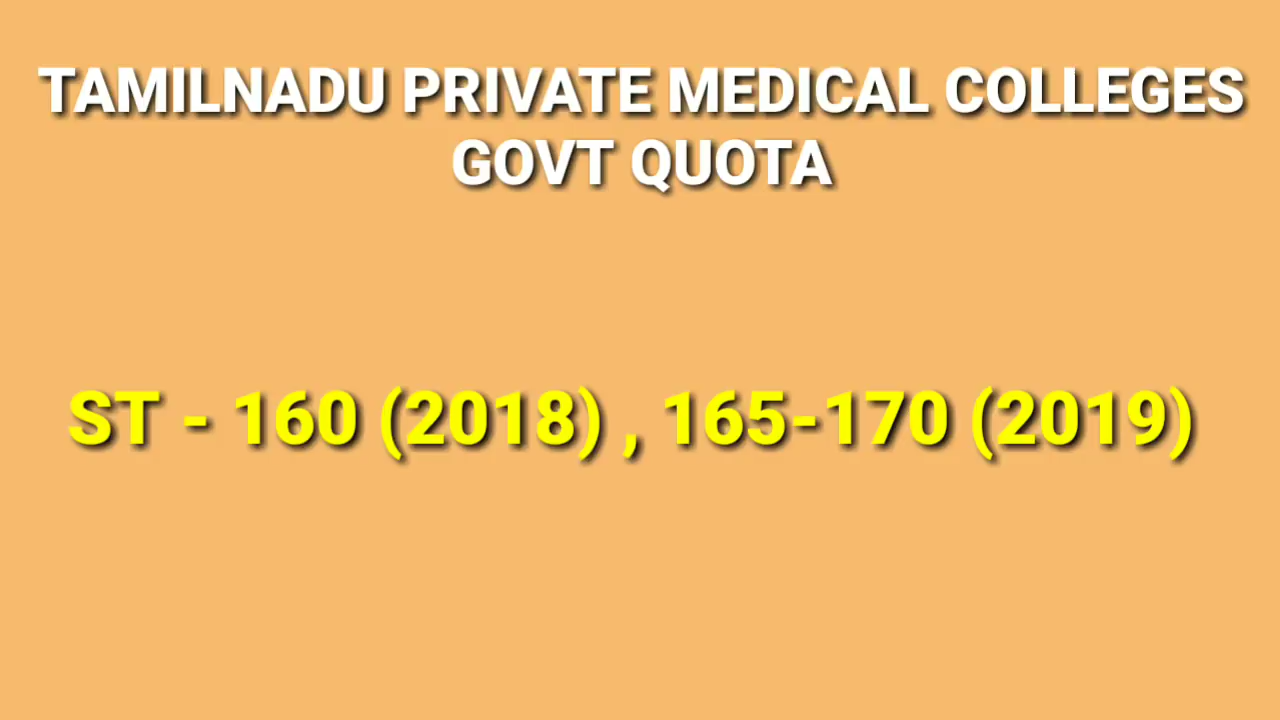 TAMILNADU PRIVATE MEDICAL COLLEGES
GOVT QUOTA
ST - 160 (2018) , 165-170 (2019)